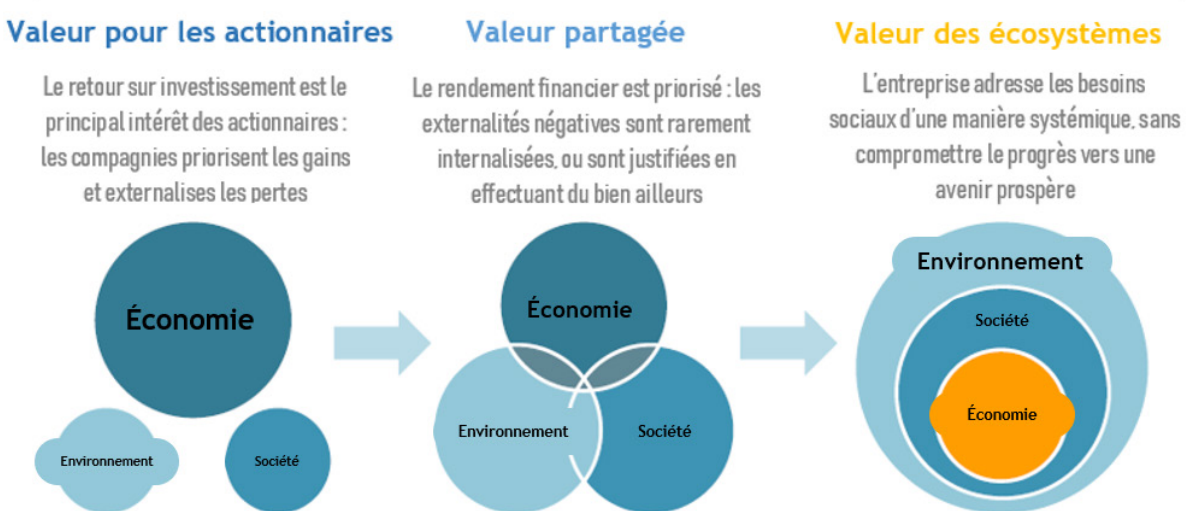 Valeur pour les actionnaires
Le retour sur investissement est le
principal intérêt des actionnaires :
les compagnies priorisent les gains
et externalises les pertes
Économie
Environnement
Société
Valeur partagée
Le rendement financier est priorisé : les
externalités négatives sont rarement
internalisées, ou sont justifiées en
effectuant du bien ailleurs
Économie
Environnement
Société
Valeur des écosystèmes
L'entreprise adresse les besoins
sociaux d'une manière systémique, sans
compromettre le progrès vers une
avenir prospère
Environnement
Société
Économie